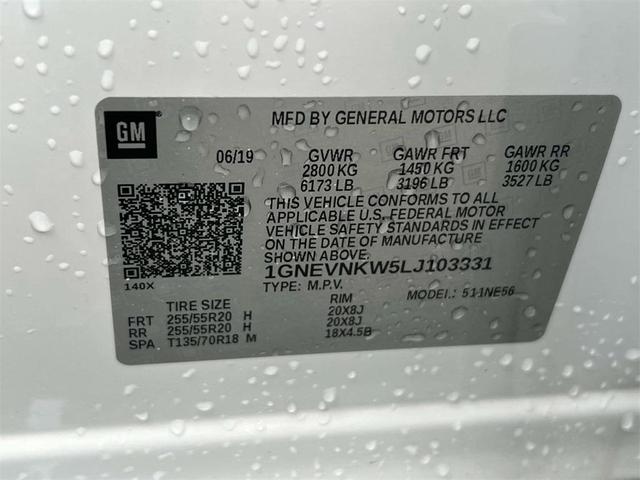 GM
MFD BY GENERAL MOTORS LLC
06/19 GVWR GAWR FRT GAWR RR
2800 KG 1450 KG 1600 KG
6173 LB 3196 LB 3527 LB
THIS VEHICLE CONFORMS TO ALL
APPLICABLE U.S. FEDERAL MOTOR
VEHICLE SAFETY STANDARDS IN EFFECT
ON THE DATE OF MANUFACTURE
SHOWN ABOVE.
1GNEVNKW5LJ103331
140X
TYPE: M.P.V. MODEL: 511NE56
TIRE SIZE RIM
FRT 255/55R20 H 20X8J
RR 255/55R20 H 20X8J
SPA T135/70R18 M 18X4.5B